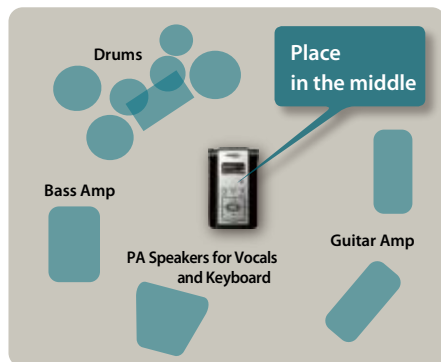 Drums
Place
in the middle
Bass Amp
Guitar Amp
PA Speakers for Vocals
and Keyboard